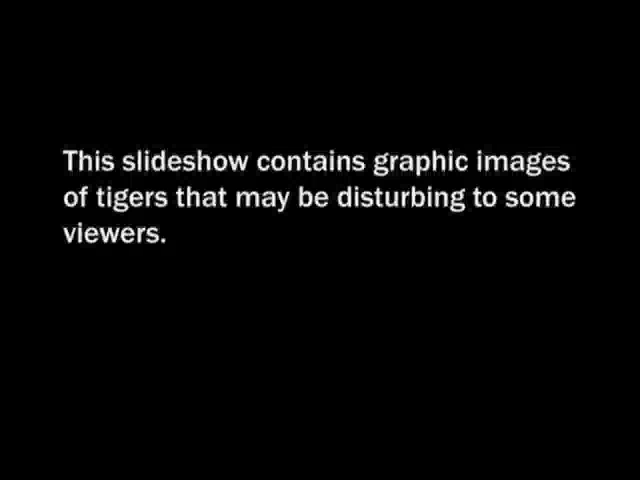 This slideshow contains graphic images
of tigers that may be disturbing to some
viewers.